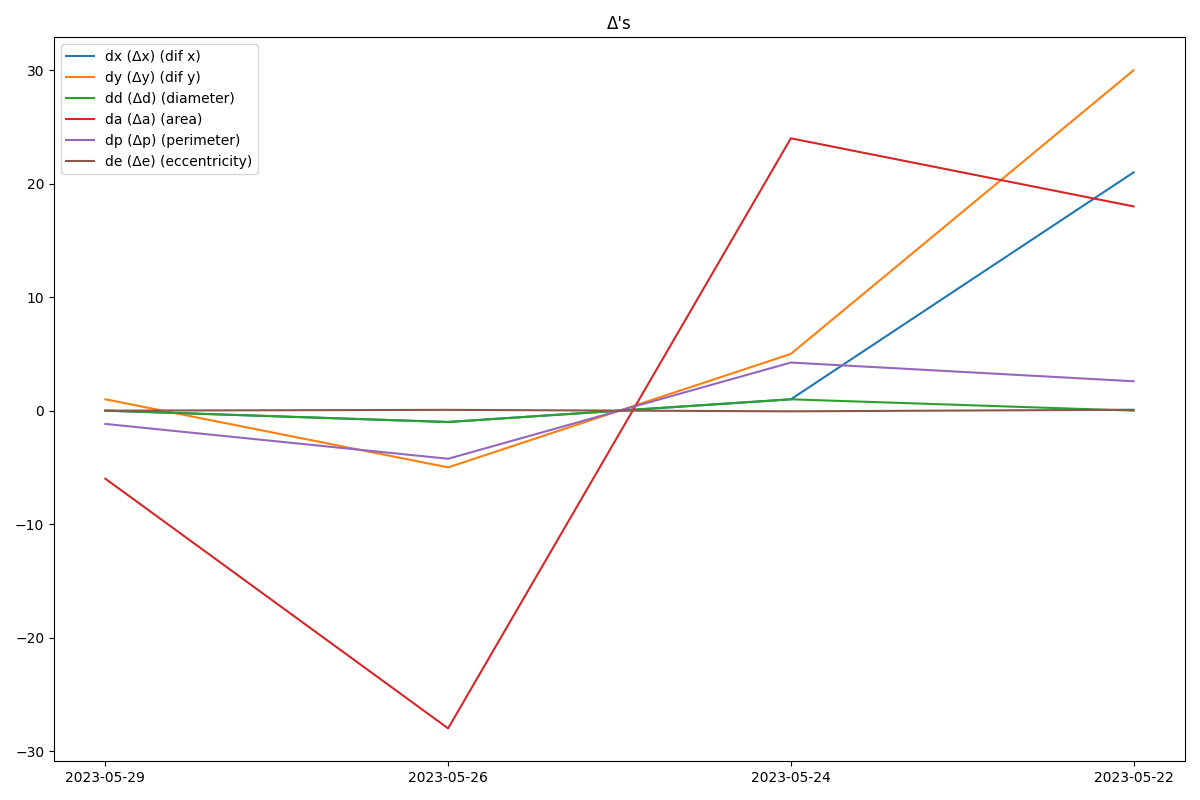 Δ's
dx (Δx) (dif x)
dy (Δy) (dif y)
dd (Δd) (diameter)
da (Δa) (area)
dp (Δp) (perimeter)
de (Δe) (eccentricity)
30
20
10
0
−10
−20
−30
2023-05-29 2023-05-26 2023-05-24 2023-05-22